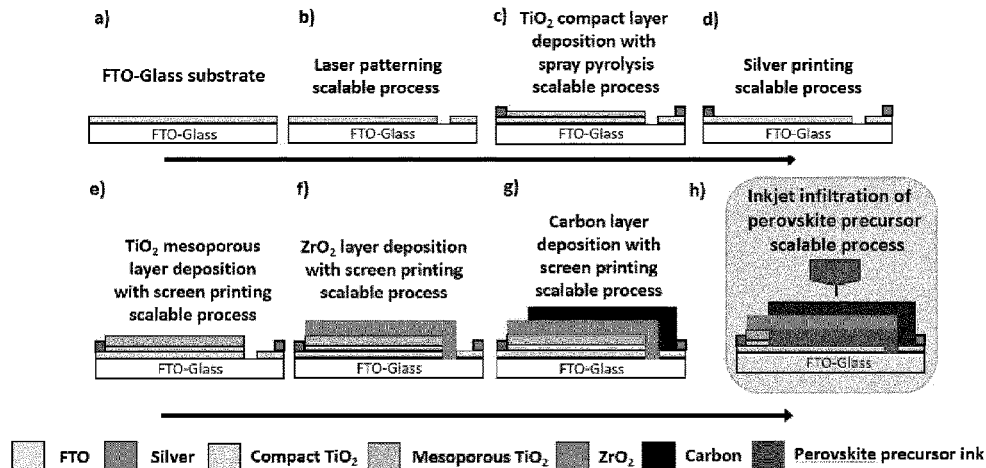 a)
FTO-Glass substrate
FTO-Glass
b)
Laser patterning
scalable process
FTO-Glass
c)
TiO₂ compact layer
deposition with
spray pyrolysis
scalable process
FTO-Glass
d)
Silver printing
scalable process
FTO-Glass
e)
TiO₂ mesoporous
layer deposition
with screen printing
scalable process
FTO-Glass
f)
ZrO₂ layer deposition
with screen printing
scalable process
FTO-Glass
g)
Carbon layer
deposition with
screen printing
scalable process
FTO-Glass
h)
Inkjet infiltration of
perovskite precursor
scalable process
FTO-Glass
FTO
Silver
Compact TiO₂
Mesoporous TiO₂
ZrO₂
Carbon
Perovskite precursor ink